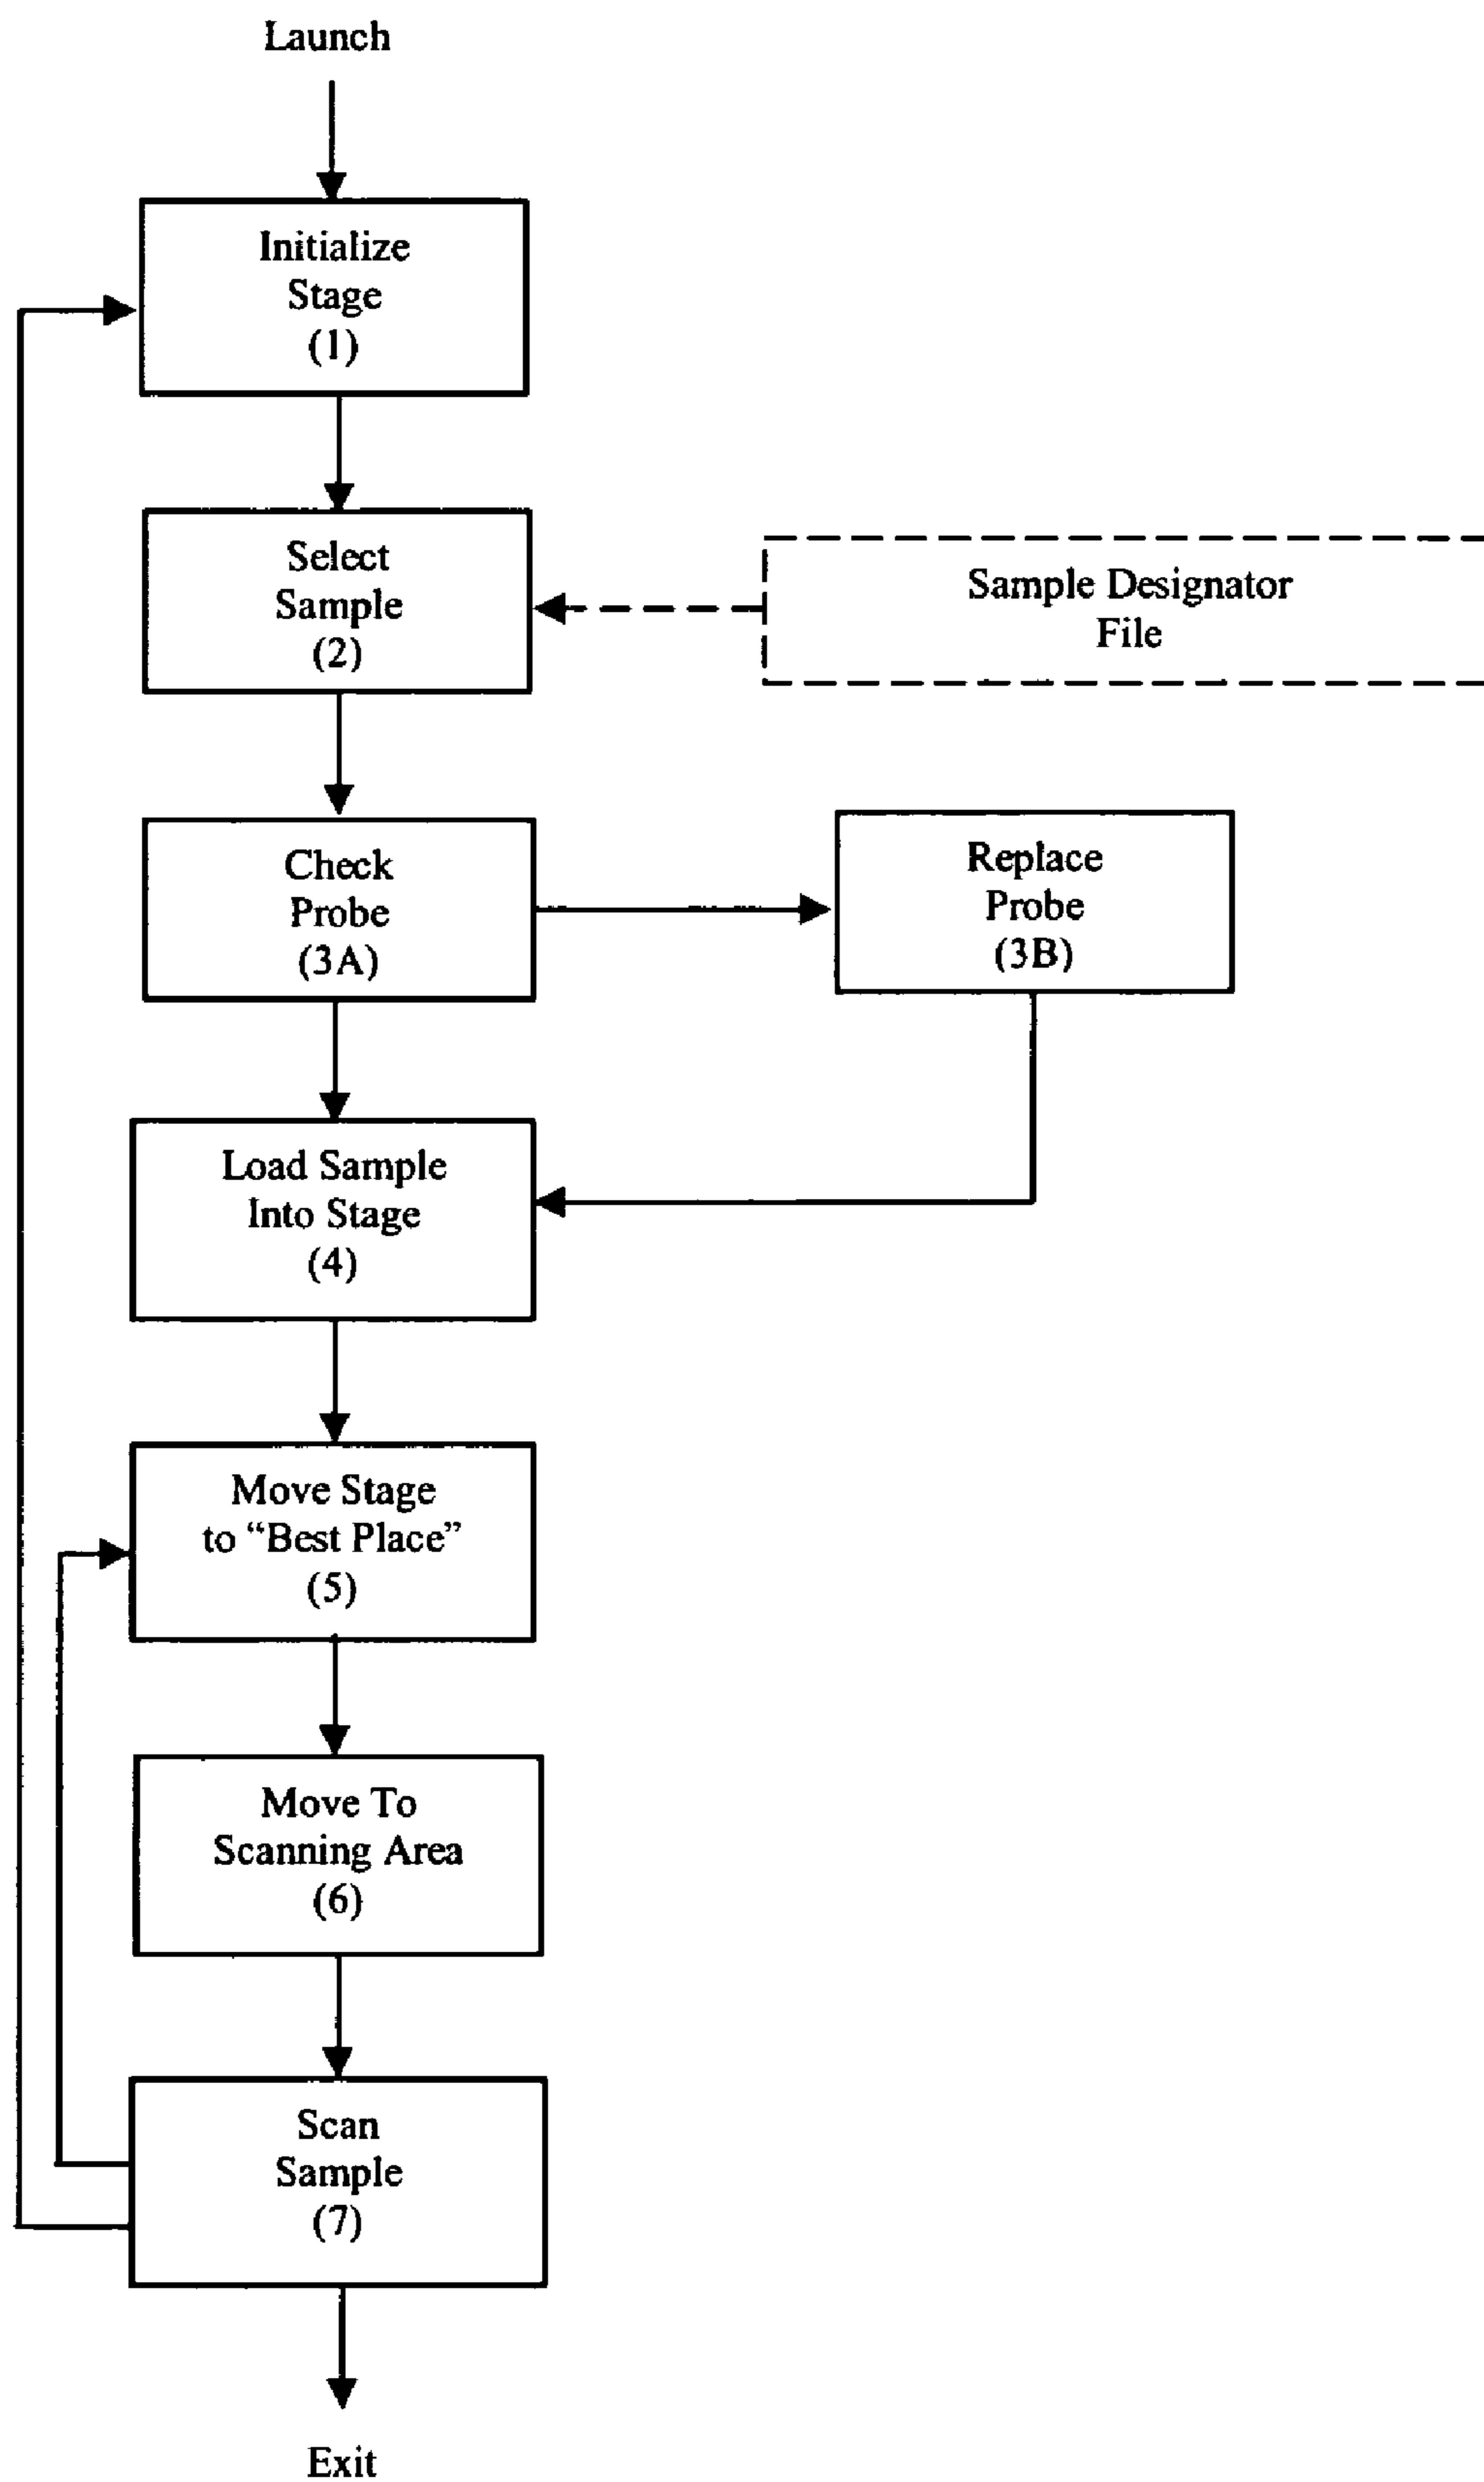 Launch
Initialize
Stage
(1)
Select
Sample
(2)
Sample Designator
File
Check
Probe
(3A)
Replace
Probe
(3B)
Load Sample
Into Stage
(4)
Move Stage
to “Best Place”
(5)
Move To
Scanning Area
(6)
Scan
Sample
(7)
Exit